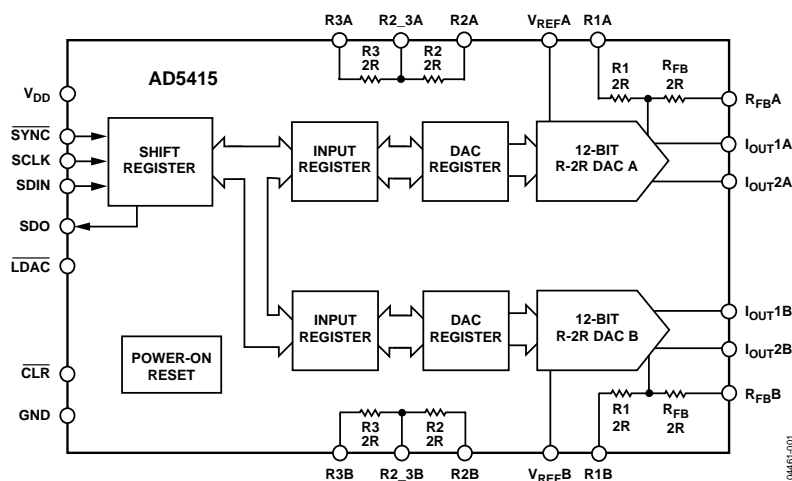 R3A R2_3A R2A VREFA R1A
R3
2R
R2
2R
R1
2R
RFB
2R
AD5415
VDD
SYNC
SCLK
SDIN
SDO
LDAC
CLR
GND
SHIFT
REGISTER
INPUT
REGISTER
DAC
REGISTER
12-BIT
R-2R DAC A
RFBA
IOUT1A
IOUT2A
INPUT
REGISTER
DAC
REGISTER
12-BIT
R-2R DAC B
IOUT1B
IOUT2B
RFBB
POWER-ON
RESET
R3
2R
R2
2R
R1
2R
RFB
2R
R3B R2_3B R2B VREFB R1B
04461-001